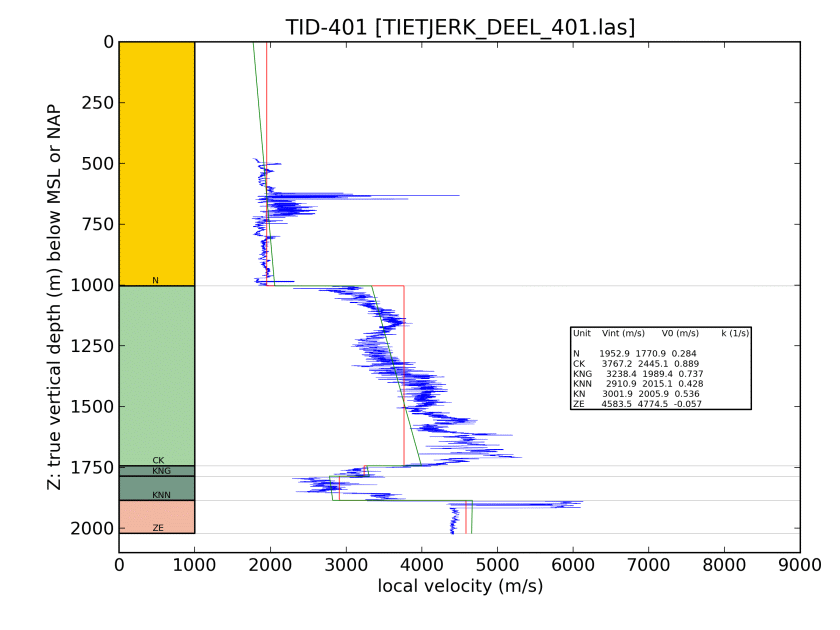 TID-401 [TIETJERK_DEEL_401.las]
0
250
500
750
1000
1250
1500
1750
2000
Z: true vertical depth (m) below MSL or NAP
N
CK
KNG
KNN
ZE
Unit Vint (m/s) V0 (m/s) k (1/s)
N 1952.9 1770.9 0.284
CK 3767.2 2445.1 0.889
KNG 3238.4 1989.4 0.737
KNN 2910.9 2015.1 0.428
KN 3001.9 2005.9 0.536
ZE 4583.5 4774.5 -0.057
0 1000 2000 3000 4000 5000 6000 7000 8000 9000
local velocity (m/s)